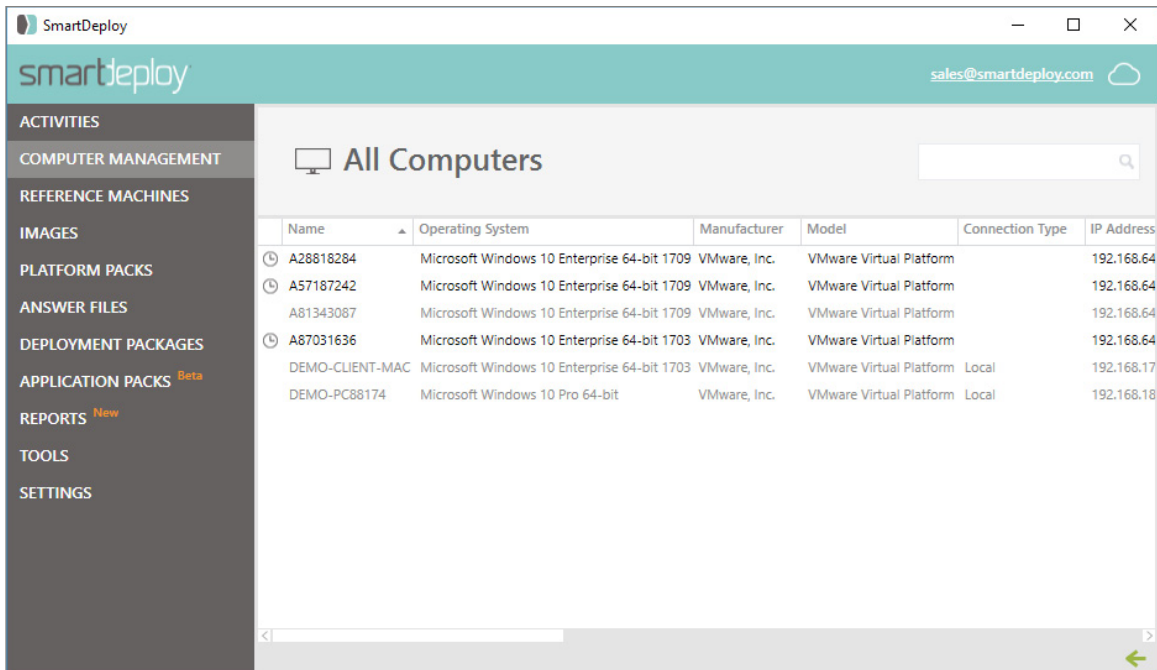 SmartDeploy
smartdeploy
sales@smartdeploy.com
ACTIVITIES
COMPUTER MANAGEMENT
REFERENCE MACHINES
IMAGES
PLATFORM PACKS
ANSWER FILES
DEPLOYMENT PACKAGES
APPLICATION PACKS Beta
REPORTS New
TOOLS
SETTINGS
All Computers
Name Operating System Manufacturer Model Connection Type IP Address
A28818284 Microsoft Windows 10 Enterprise 64-bit 1709 VMware, Inc. VMware Virtual Platform 192.168.64
A57187242 Microsoft Windows 10 Enterprise 64-bit 1709 VMware, Inc. VMware Virtual Platform 192.168.64
A81343087 Microsoft Windows 10 Enterprise 64-bit 1709 VMware, Inc. VMware Virtual Platform 192.168.64
A87031636 Microsoft Windows 10 Enterprise 64-bit 1703 VMware, Inc. VMware Virtual Platform 192.168.64
DEMO-CLIENT-MAC Microsoft Windows 10 Enterprise 64-bit 1703 VMware, Inc. VMware Virtual Platform Local 192.168.17
DEMO-PC88174 Microsoft Windows 10 Pro 64-bit VMware, Inc. VMware Virtual Platform Local 192.168.18